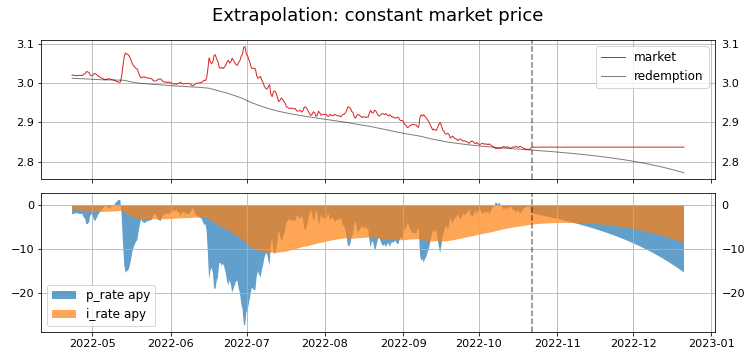 Extrapolation: constant market price
3.1
3.0
2.9
2.8
3.1
3.0
2.9
2.8
market
redemption
0
−10
−20
0
−10
−20
p_rate apy
i_rate apy
2022-05 2022-06 2022-07 2022-08 2022-09 2022-10 2022-11 2022-12 2023-01